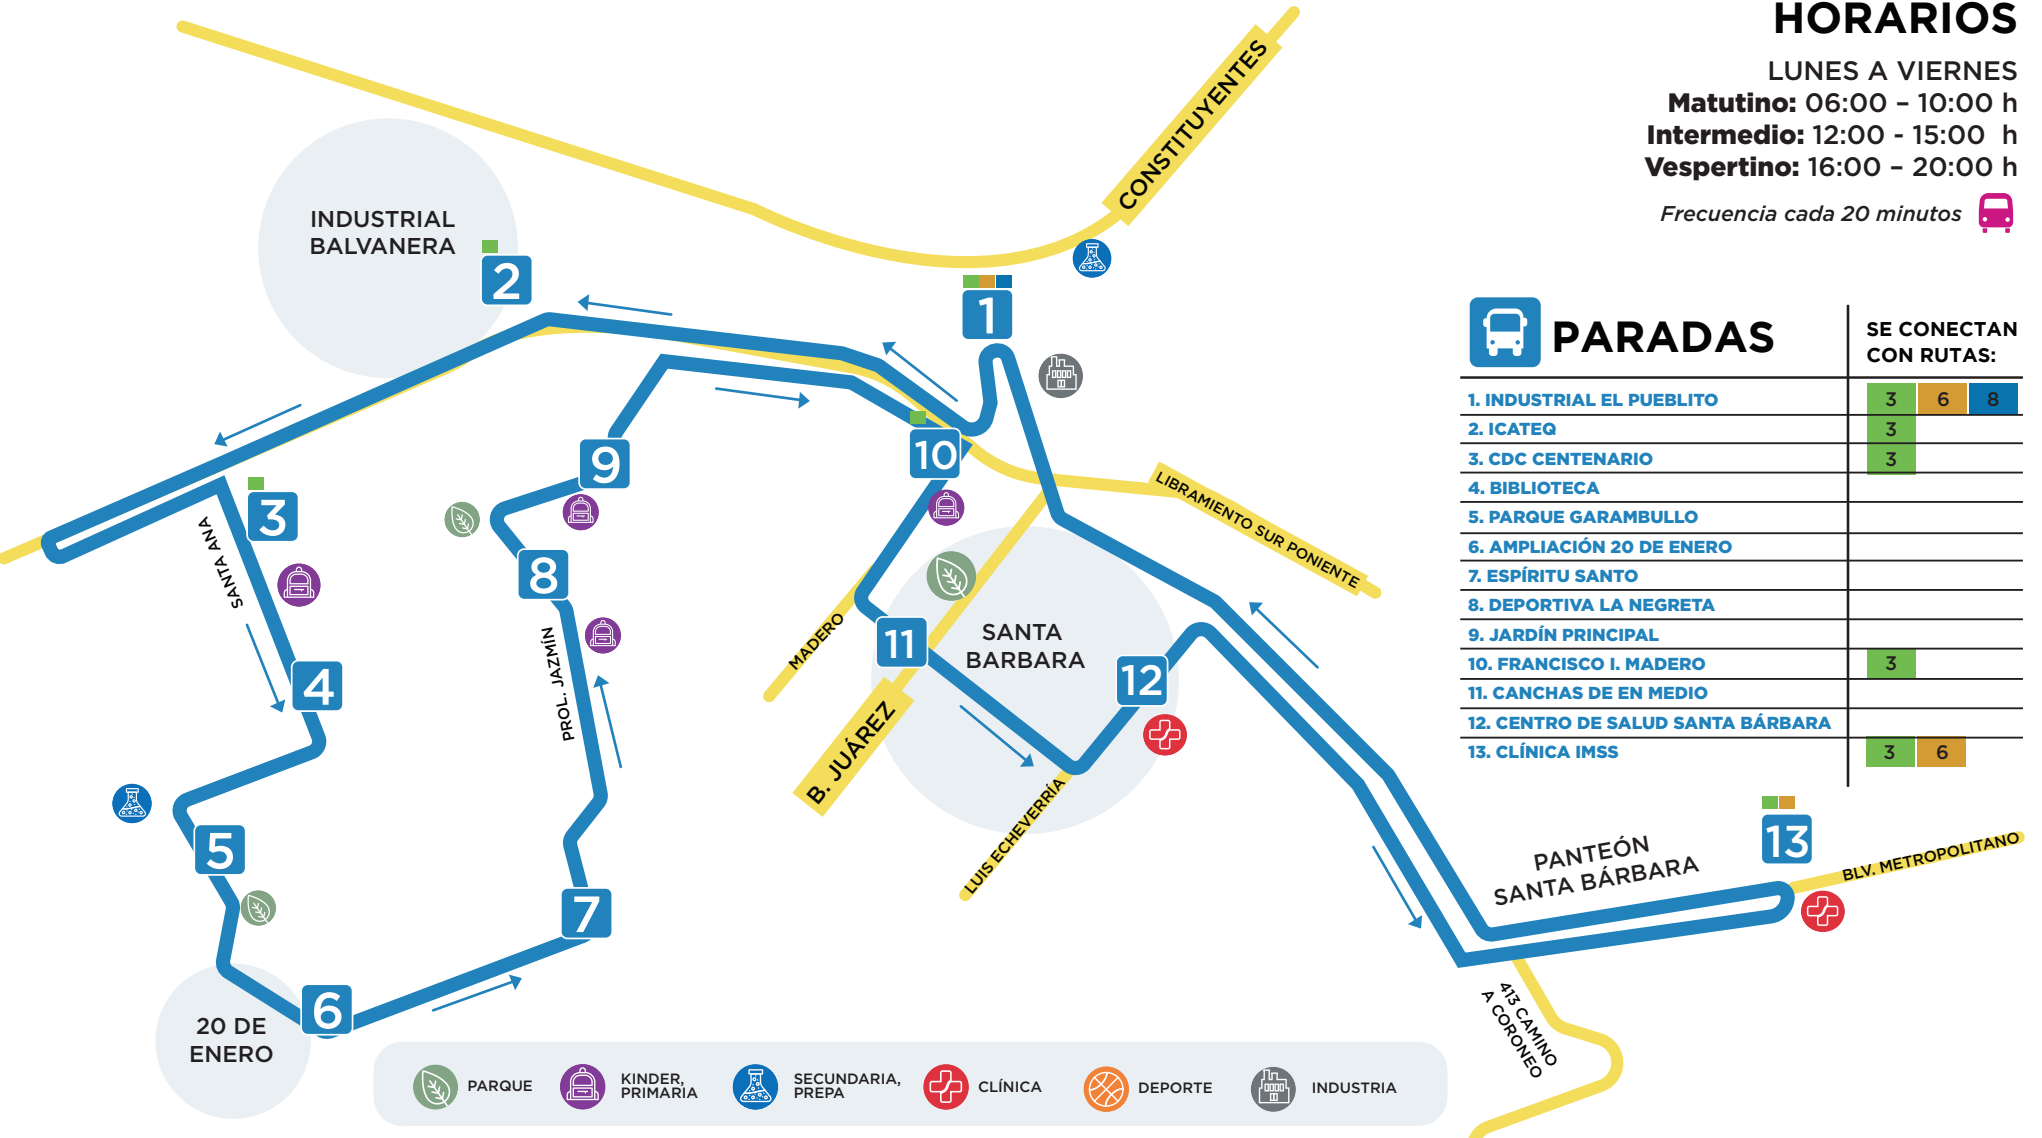 HORARIOS
LUNES A VIERNES
Matutino: 06:00 – 10:00 h
Intermedio: 12:00 - 15:00 h
Vespertino: 16:00 – 20:00 h
Frecuencia cada 20 minutos
CONSTITUYENTES
INDUSTRIAL
BALVANERA
2
1
10
9
3
SANTA ANA
8
LIBRAMIENTO SUR PONIENTE
MADERO
11
SANTA
BARBARA
12
4
PROL. JAZMÍN
B. JUÁREZ
LUIS ECHEVERRÍA
5
7
6
20 DE
ENERO
PANTEÓN
SANTA BÁRBARA
13
BLV. METROPOLITANO
413 CAMINO
A CORONEO
PARADAS
SE CONECTAN
CON RUTAS:
1. INDUSTRIAL EL PUEBLITO 3 6 8
2. ICATEQ 3
3. CDC CENTENARIO 3
4. BIBLIOTECA
5. PARQUE GARAMBULLO
6. AMPLIACIÓN 20 DE ENERO
7. ESPÍRITU SANTO
8. DEPORTIVA LA NEGRETA
9. JARDÍN PRINCIPAL
10. FRANCISCO I. MADERO 3
11. CANCHAS DE EN MEDIO
12. CENTRO DE SALUD SANTA BÁRBARA
13. CLÍNICA IMSS 3 6
PARQUE
KINDER,
PRIMARIA
SECUNDARIA,
PREPA
CLÍNICA
DEPORTE
INDUSTRIA